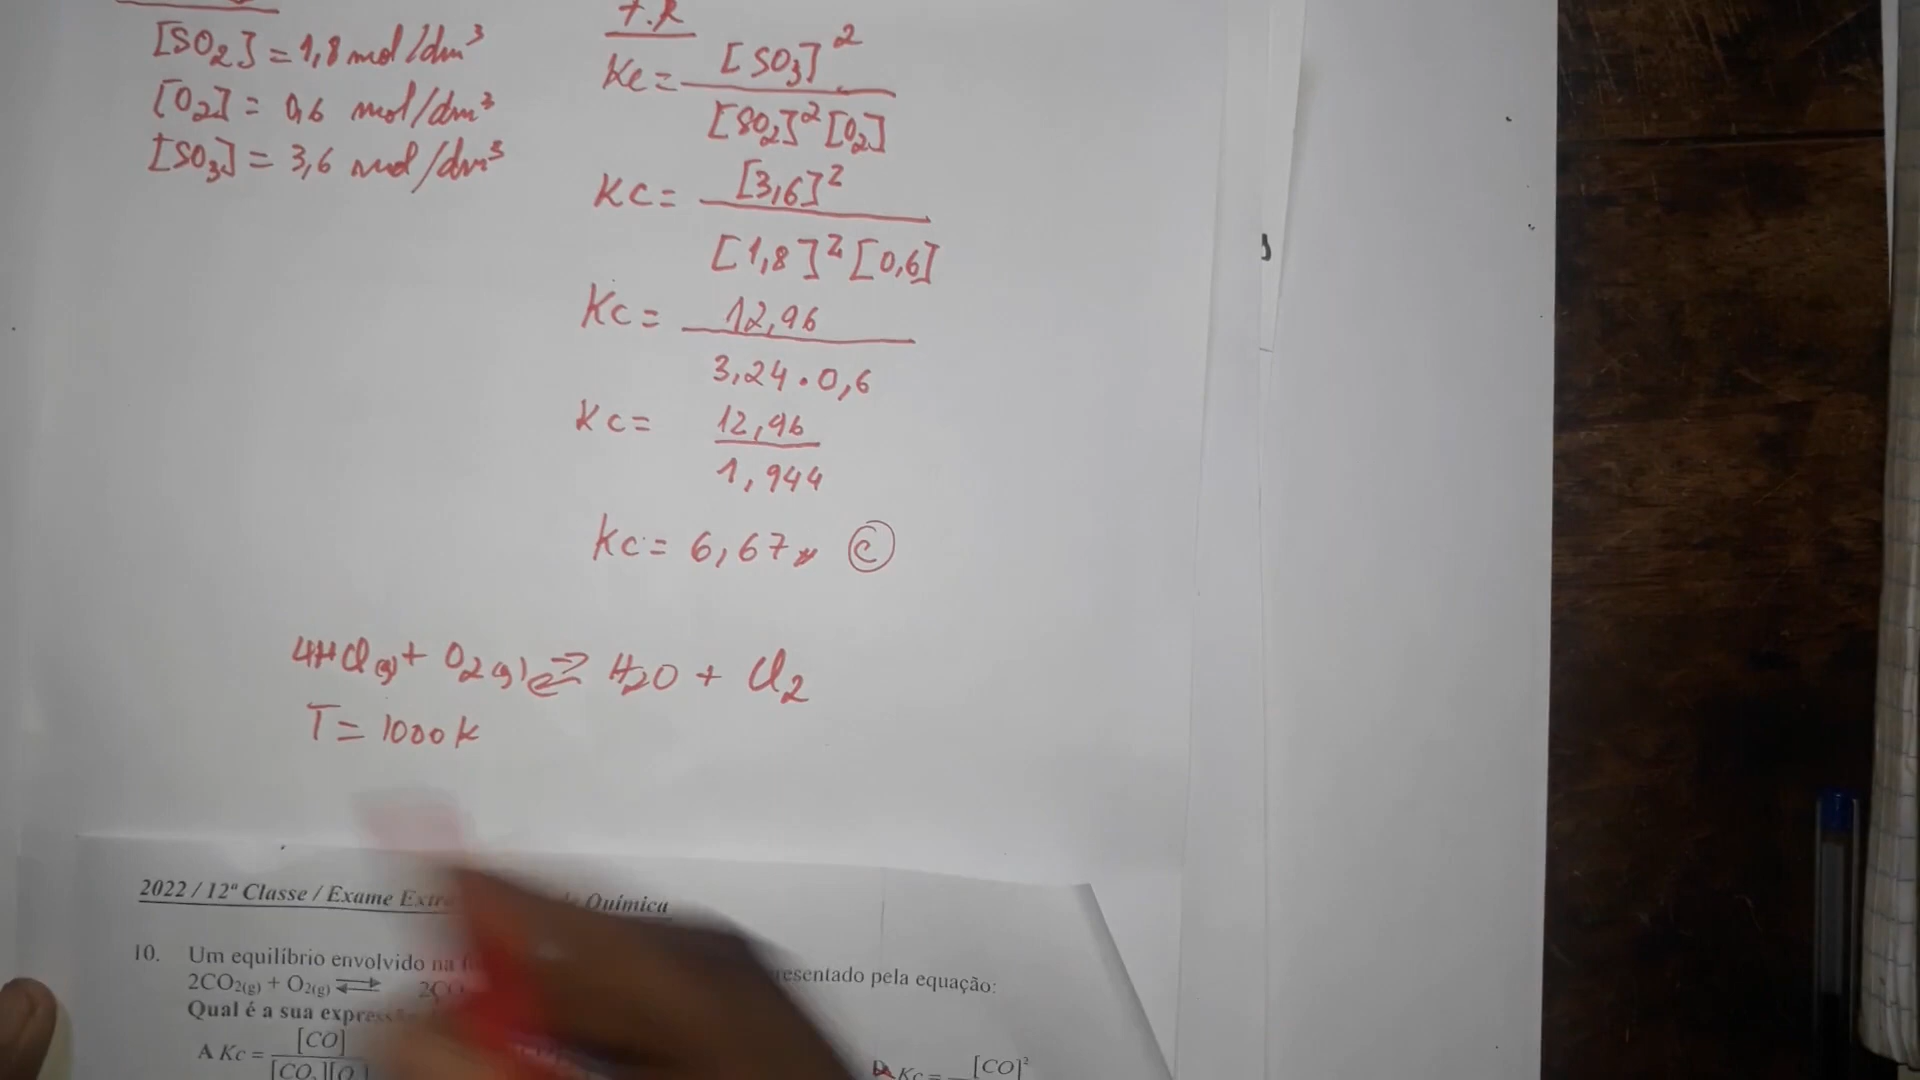 [SO2] = 1,8 mol/dm³
[O2] = 0,6 mol/dm³
[SO3] = 3,6 mol/dm³
F.R
Kc = [SO3]² / [SO2]² [O2]
KC = [3,6]² / [1,8]² [0,6]
Kc = 12,96 / 3,24 . 0,6
Kc = 12,96 / 1,944
Kc = 6,67 C
4HCl(g) + O2(g) ⇌ H2O + Cl2
T = 1000 K
2022 / 12ª Classe / Exame Química
10. Um equilíbrio envolvido na
2CO2(g) + O2(g) ⇌ 2CO
pela equação:
Qual é a sua
A Kc = [CO] / [CO
Kc = [CO]²